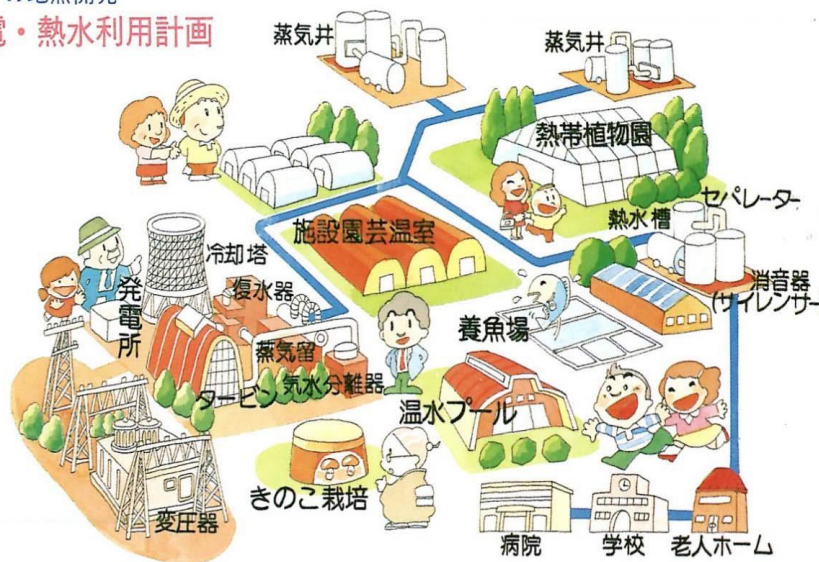 ・熱水利用計画
蒸気井
蒸気井
熱帯植物園
セパレーター
熱水槽
消音器
(サイレンサー
施設園芸温室
冷却塔
復水器
発電所
蒸気留
養魚場
タービン
気水分離器
温水プール
きのこ栽培
変圧器
病院
学校
老人ホーム